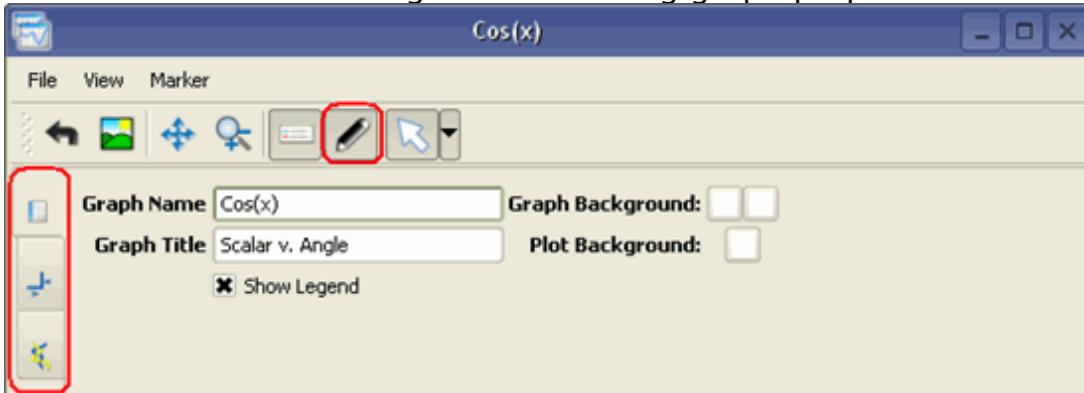 Cos(x)
File View Marker
Graph Name Cos(x) Graph Background:
Graph Title Scalar v. Angle Plot Background:
Show Legend